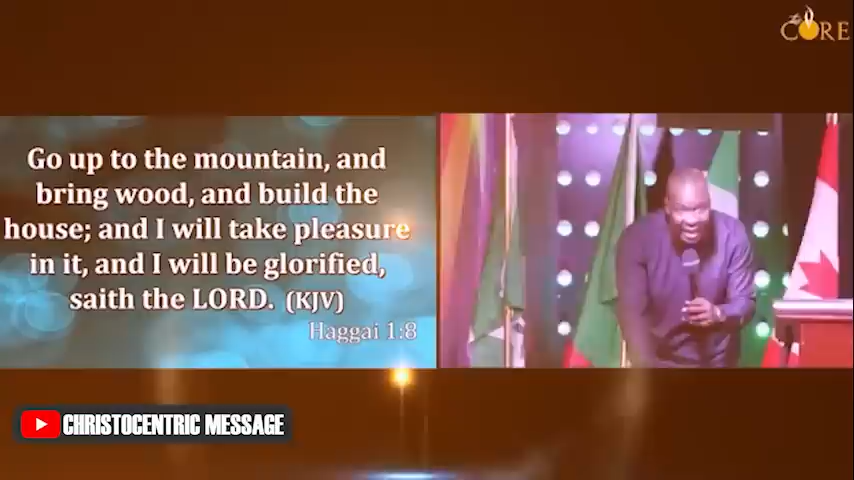 The
CORE
Go up to the mountain, and
bring wood, and build the
house; and I will take pleasure
in it, and I will be glorified,
saith the LORD. (KJV)
Haggai 1:8
CHRISTOCENTRIC MESSAGE